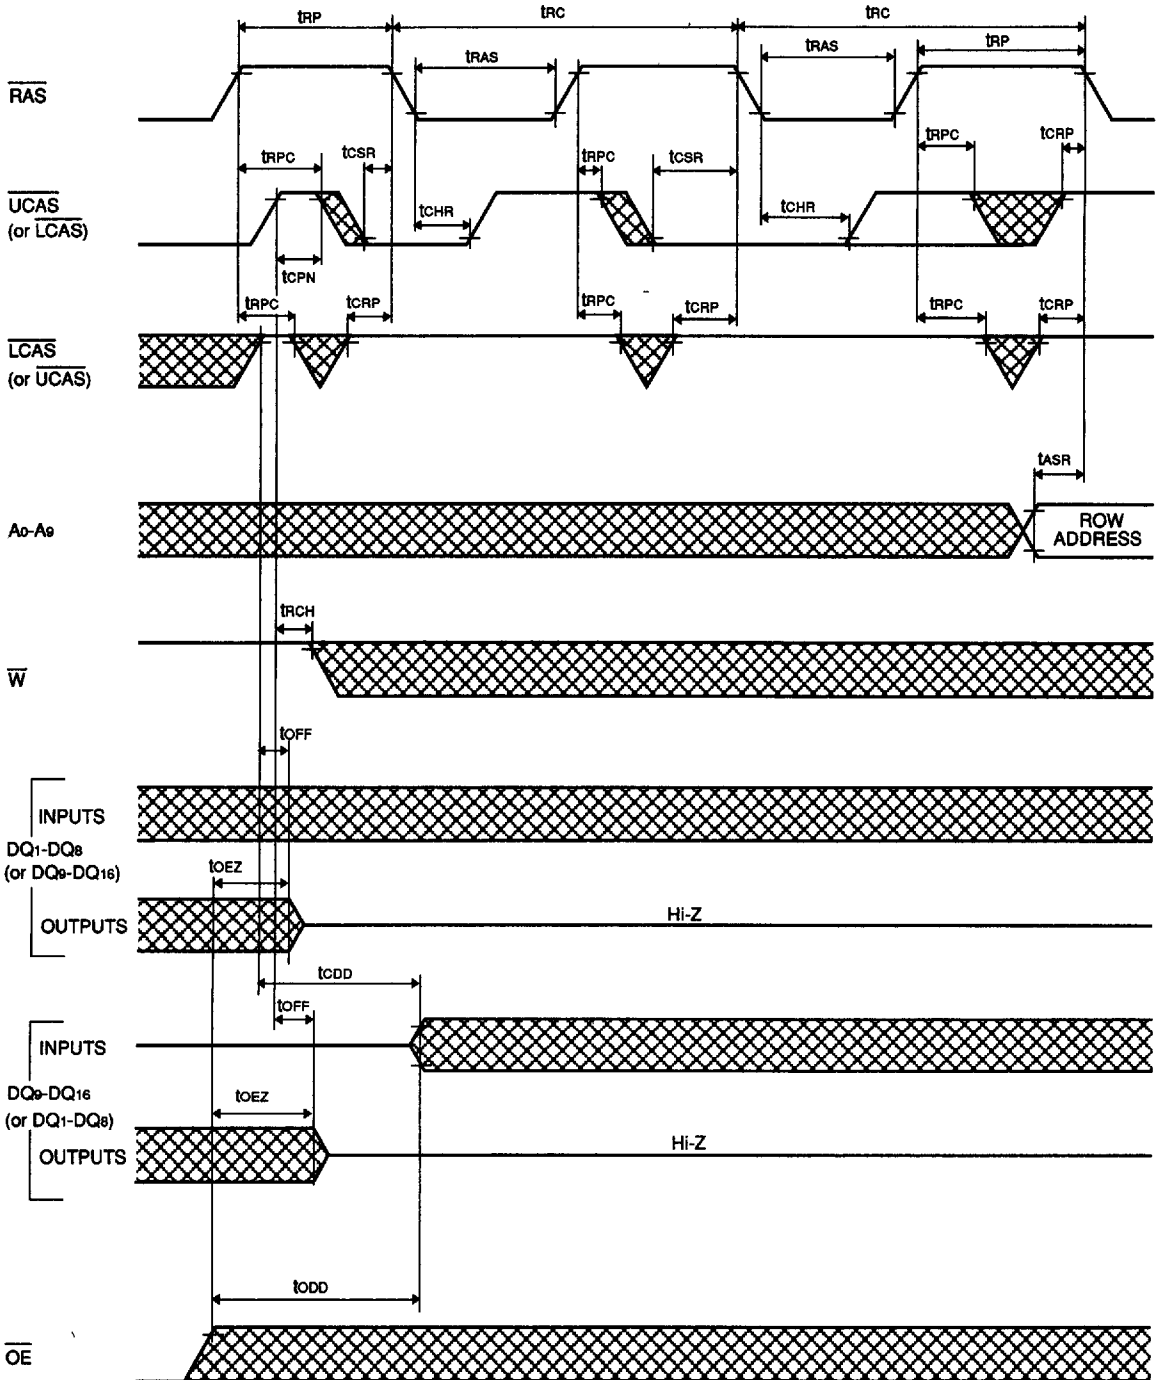 tRP tRC tRC
tRAS tRAS tRP
RAS
tRPC tCSR tRPC tCSR tRPC tCRP
UCAS
(or LCAS)
tCHR tCHR
tCPN
tRPC tCRP tRPC tCRP tRPC tCRP
LCAS
(or UCAS)
tASR
A0-A9
ROW
ADDRESS
tRCH
W
tOFF
INPUTS
DQ1-DQ8
(or DQ9-DQ16)
tOEZ
OUTPUTS
Hi-Z
tCDD
tOFF
INPUTS
DQ9-DQ16
(or DQ1-DQ8)
tOEZ
OUTPUTS
Hi-Z
tODD
OE